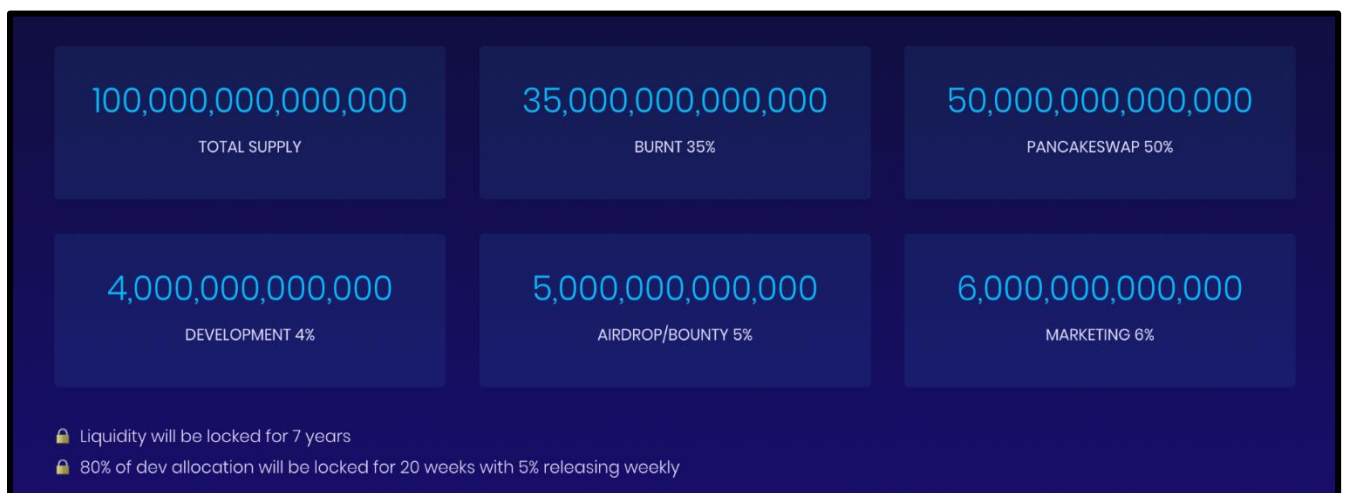 100,000,000,000,000
TOTAL SUPPLY
35,000,000,000,000
BURNT 35%
50,000,000,000,000
PANCAKESWAP 50%
4,000,000,000,000
DEVELOPMENT 4%
5,000,000,000,000
AIRDROP/BOUNTY 5%
6,000,000,000,000
MARKETING 6%
Liquidity will be locked for 7 years
80% of dev allocation will be locked for 20 weeks with 5% releasing weekly